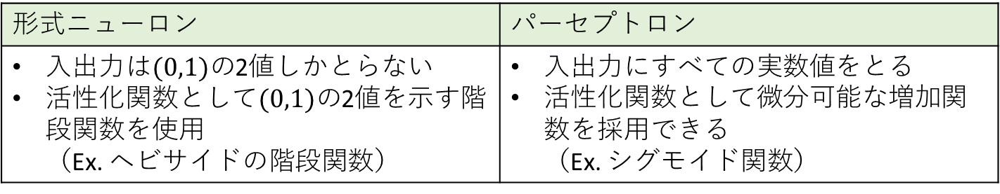 形式ニューロン
• 入出力は(0,1)の2値しかとらない
• 活性化関数として(0,1)の2値を示す階
段関数を使用
（Ex. ヘビサイドの階段関数）
パーセプトロン
• 入出力にすべての実数値をとる
• 活性化関数として微分可能な増加関
数を採用できる
（Ex. シグモイド関数）